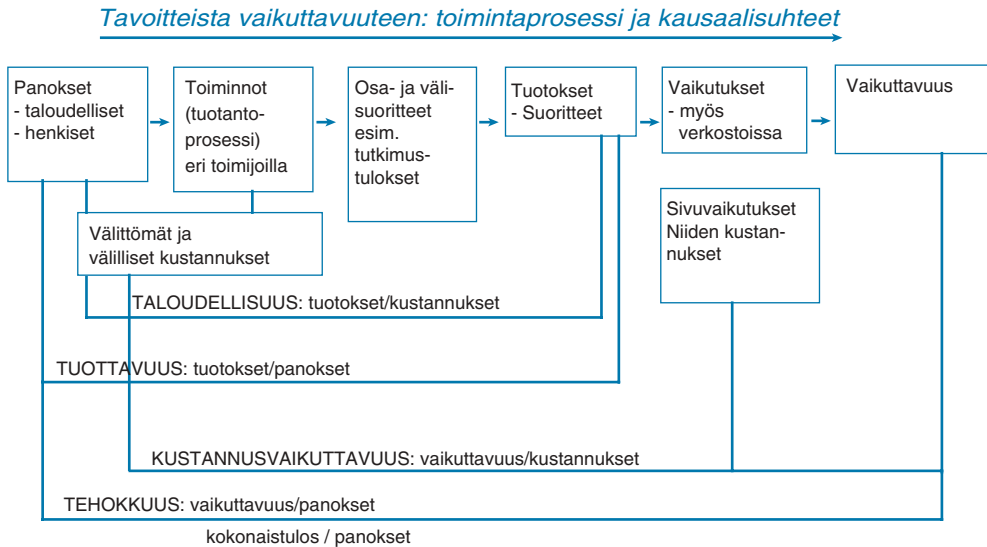 Tavoitteista vaikuttavuuteen: toimintaprosessi ja kausaalisuhteet
Panokset
- taloudelliset
- henkiset
Toiminnot
(tuotanto-
prosessi)
eri toimijoilla
Osa- ja väli-
suoritteet
esim.
tutkimus-
tulokset
Tuotokset
- Suoritteet
Vaikutukset
- myös
verkostoissa
Vaikuttavuus
Välittömät ja
välilliset kustannukset
Sivuvaikutukset
Niiden kustan-
nukset
TALOUDELLISUUS: tuotokset/kustannukset
TUOTTAVUUS: tuotokset/panokset
KUSTANNUSVAIKUTTAVUUS: vaikuttavuus/kustannukset
TEHOKKUUS: vaikuttavuus/panokset
kokonaistulos / panokset